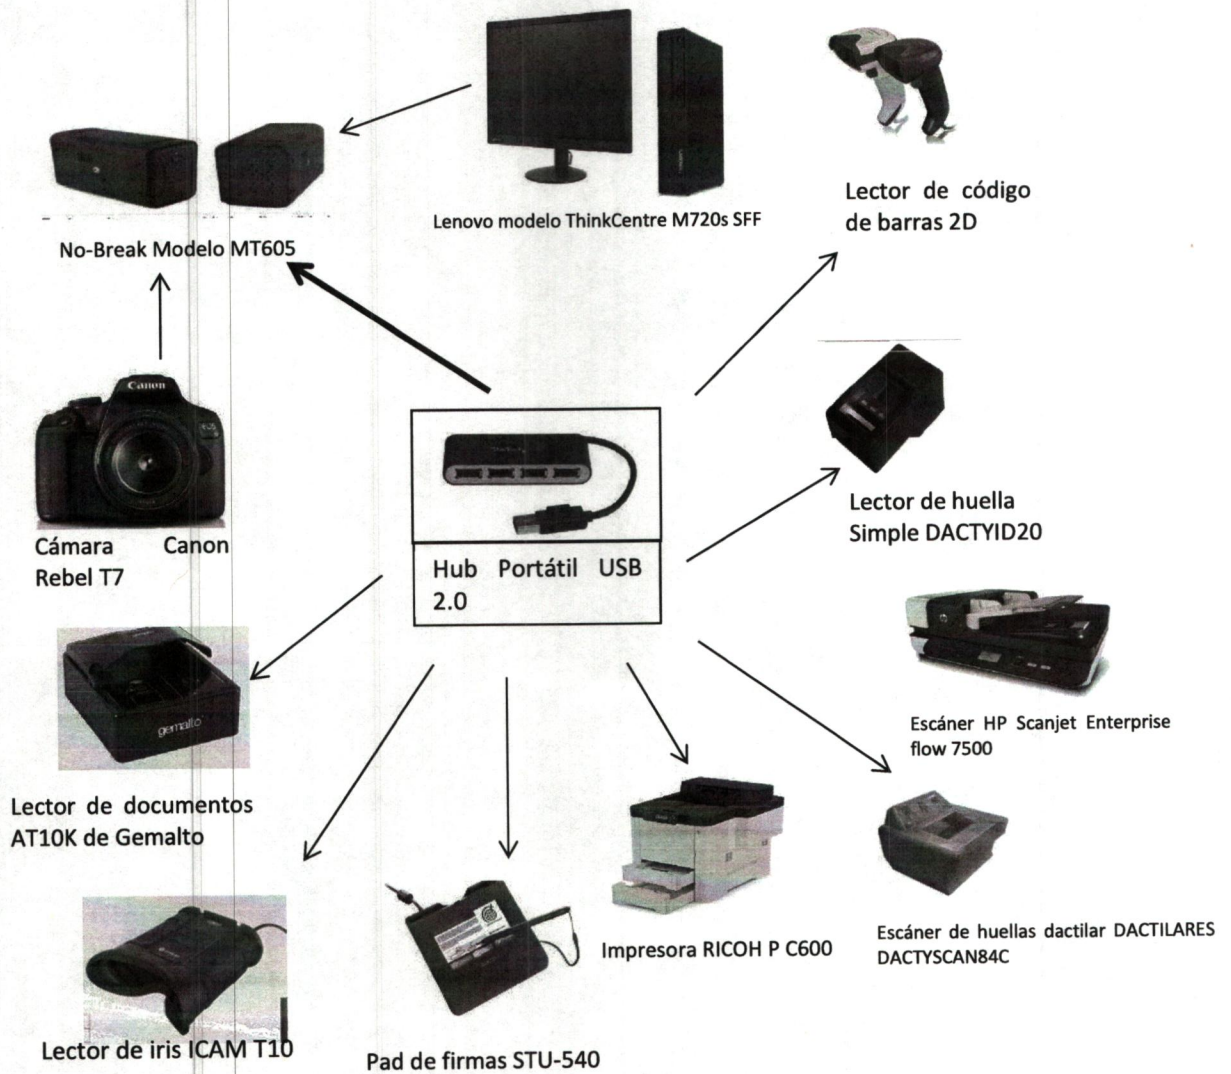 Lenovo modelo ThinkCentre M720s SFF
Lector de código
de barras 2D
No-Break Modelo MT605
Canon
Cámara Canon
Rebel T7
Hub Portátil USB
2.0
Lector de huella
Simple DACTYID20
gemalto
Escáner HP Scanjet Enterprise
flow 7500
Lector de documentos
AT10K de Gemalto
Impresora RICOH P C600
Escáner de huellas dactilar DACTILARES
DACTYSCAN84C
Lector de iris ICAM T10
Pad de firmas STU-540